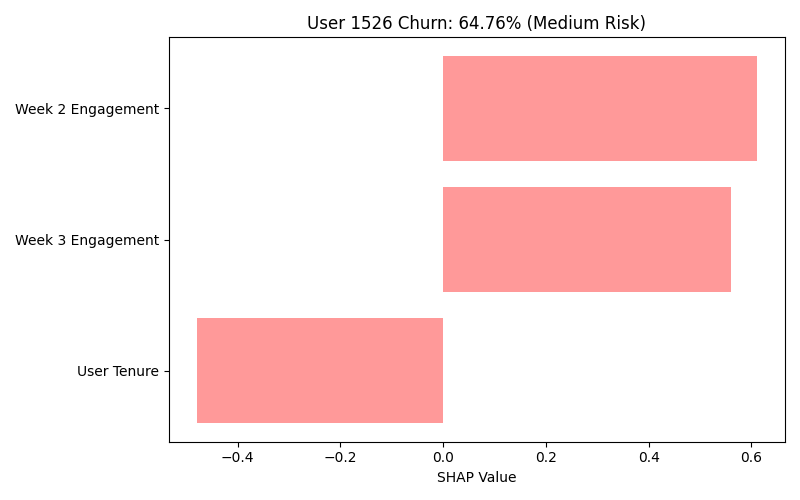 User 1526 Churn: 64.76% (Medium Risk)
Week 2 Engagement
Week 3 Engagement
User Tenure
−0.4 −0.2 0.0 0.2 0.4 0.6
SHAP Value